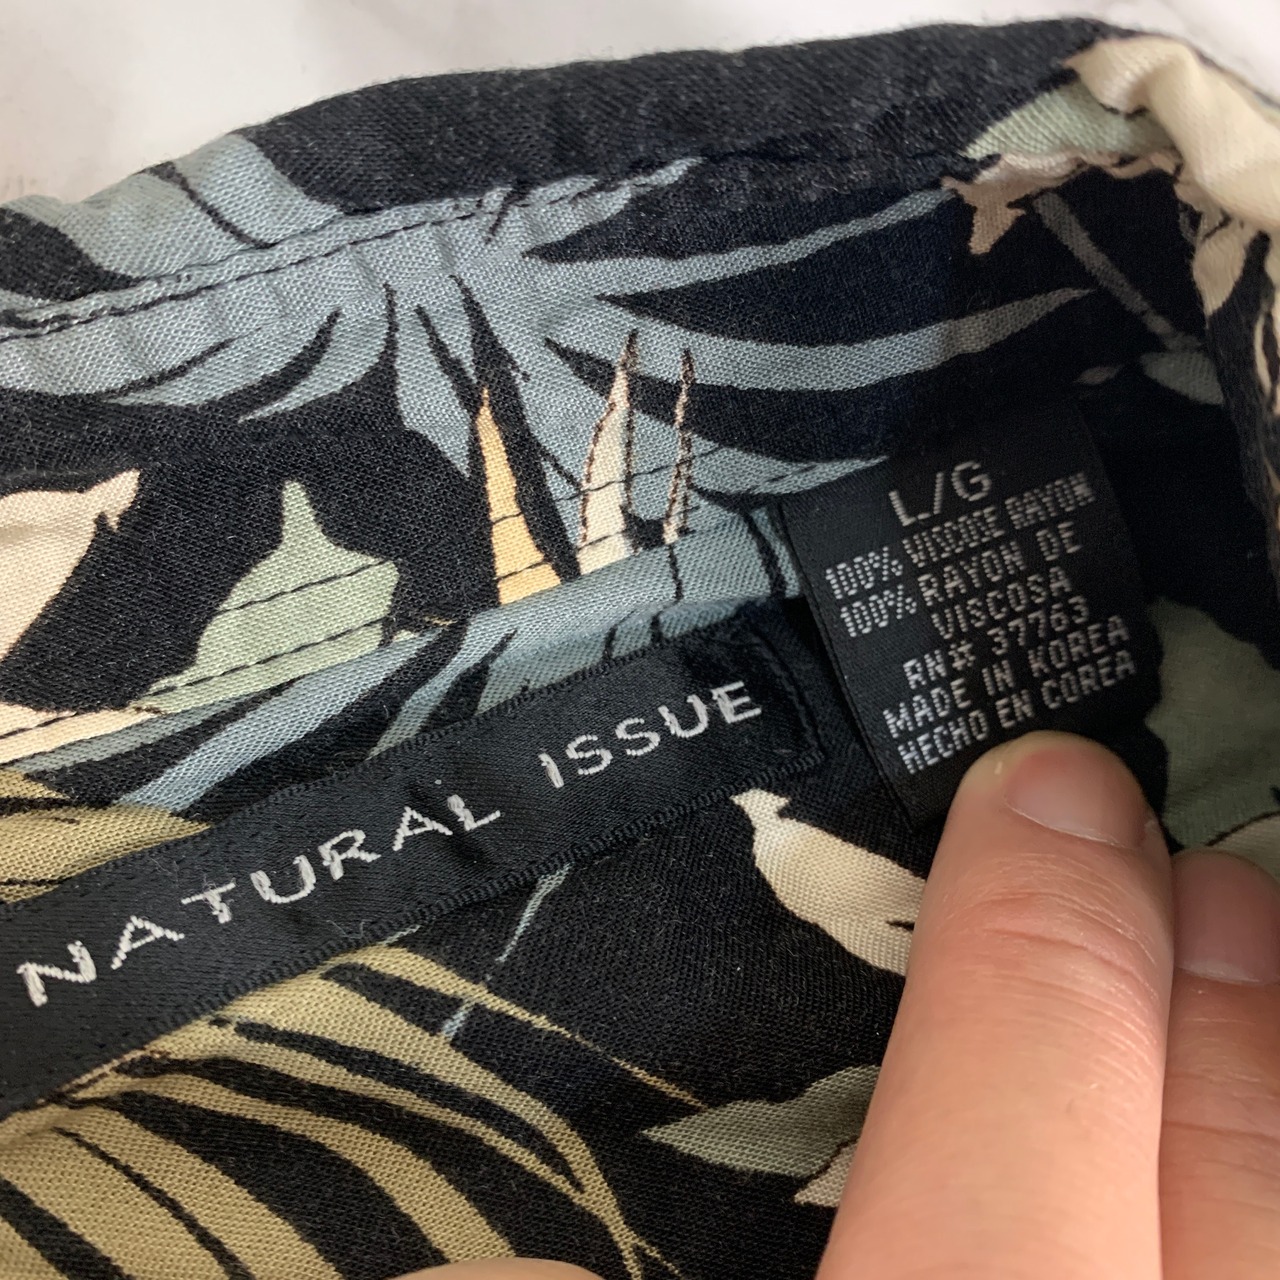 NATURAL ISSUE
L/G
100% VISCOSE RAYON
100% RAYON DE
VISCOSA
RN# 37763
MADE IN KOREA
HECHO EN COREA